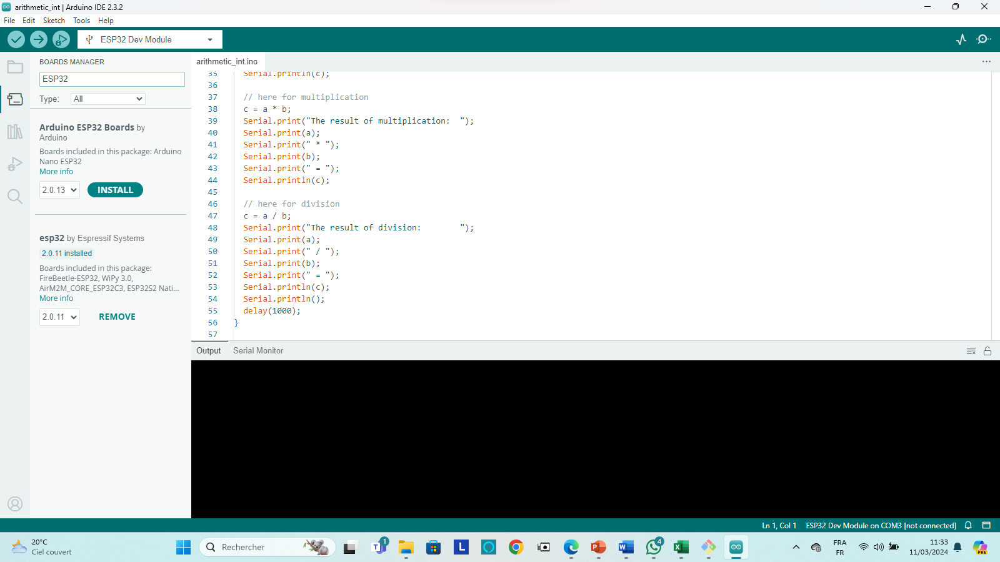 arithmetic_int | Arduino IDE 2.3.2
File Edit Sketch Tools Help
ESP32 Dev Module
BOARDS MANAGER
ESP32
Type: All
Arduino ESP32 Boards by
Arduino
Boards included in this package: Arduino
Nano ESP32
More info
2.0.13 INSTALL
esp32 by Espressif Systems
2.0.11 installed
Boards included in this package:
FireBeetle-ESP32, WiPy 3.0,
AirM2M_CORE_ESP32C3, ESP32S2 Nati...
More info
2.0.11 REMOVE
arithmetic_int.ino
35 Serial.println(c);
36
37 // here for multiplication
38 c = a * b;
39 Serial.print("The result of multiplication:  ");
40 Serial.print(a);
41 Serial.print(" * ");
42 Serial.print(b);
43 Serial.print(" = ");
44 Serial.println(c);
45
46 // here for division
47 c = a / b;
48 Serial.print("The result of division:        ");
49 Serial.print(a);
50 Serial.print(" / ");
51 Serial.print(b);
52 Serial.print(" = ");
53 Serial.println(c);
54 Serial.println();
55 delay(1000);
56 }
57
Output Serial Monitor
Ln 1, Col 1 ESP32 Dev Module on COM3 [not connected]
20°C
Ciel couvert
Rechercher
1
4
FRA
FR
11:33
11/03/2024
PRE